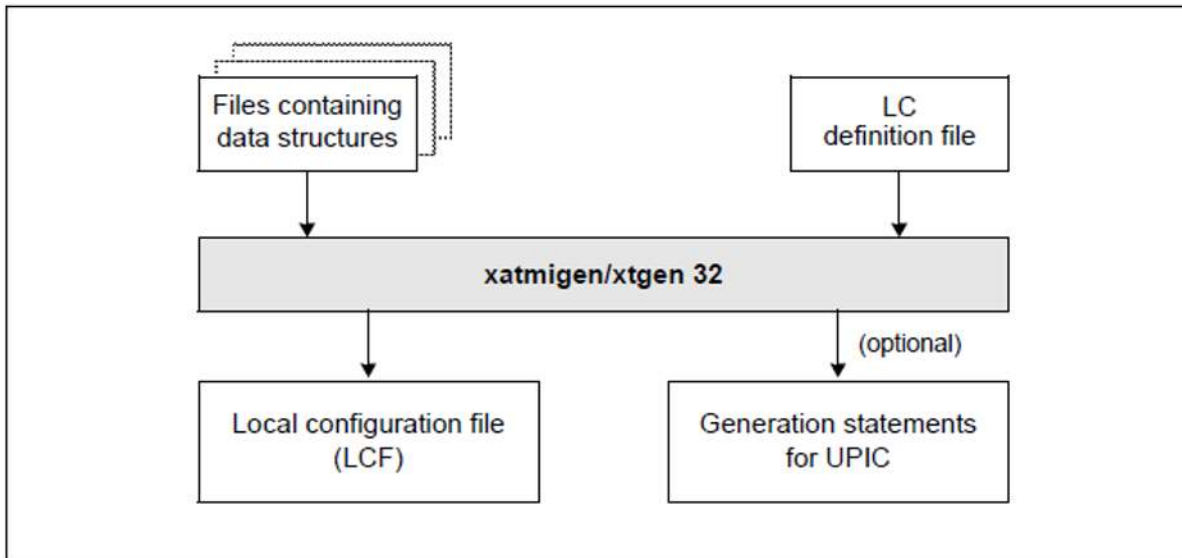 Files containing
data structures
LC
definition file
xatmigen/xtgen 32
(optional)
Local configuration file
(LCF)
Generation statements
for UPIC